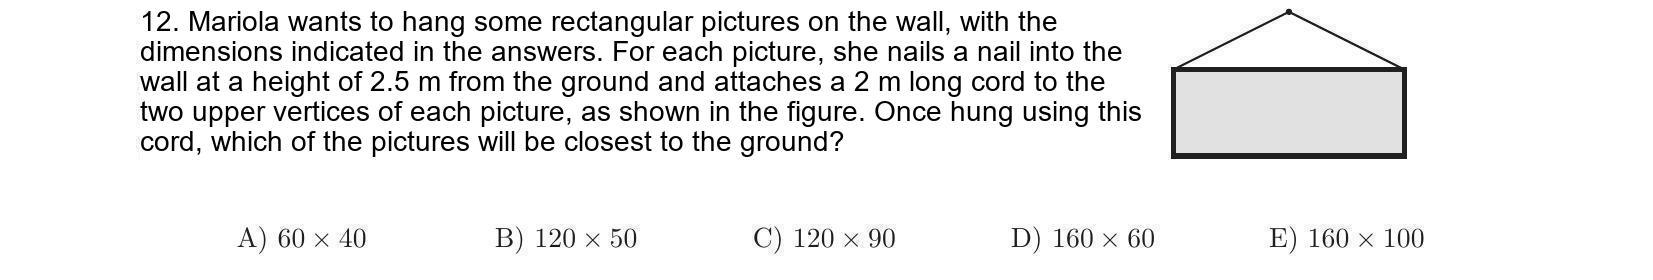 12. Mariola wants to hang some rectangular pictures on the wall, with the
dimensions indicated in the answers. For each picture, she nails a nail into the
wall at a height of 2.5 m from the ground and attaches a 2 m long cord to the
two upper vertices of each picture, as shown in the figure. Once hung using this
cord, which of the pictures will be closest to the ground?
A) 60 × 40 B) 120 × 50 C) 120 × 90 D) 160 × 60 E) 160 × 100